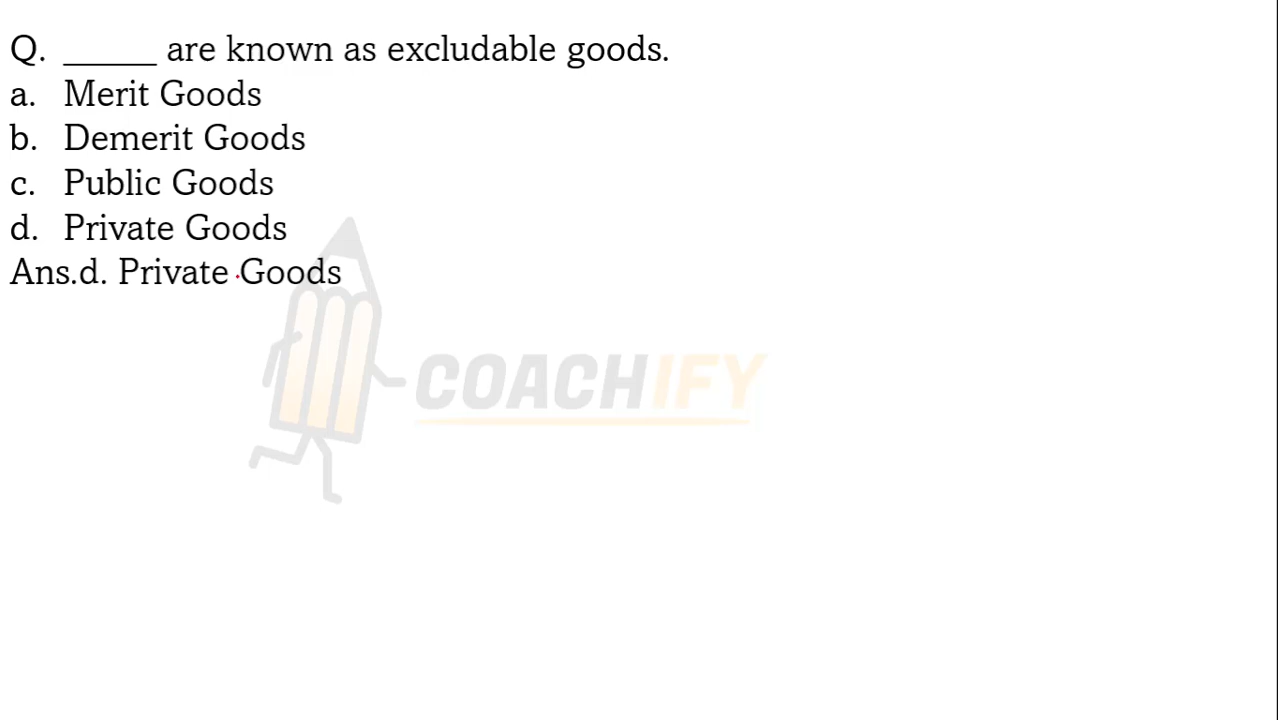 Q. _____ are known as excludable goods.
a. Merit Goods
b. Demerit Goods
c. Public Goods
d. Private Goods
Ans.d. Private Goods
COACHIFY